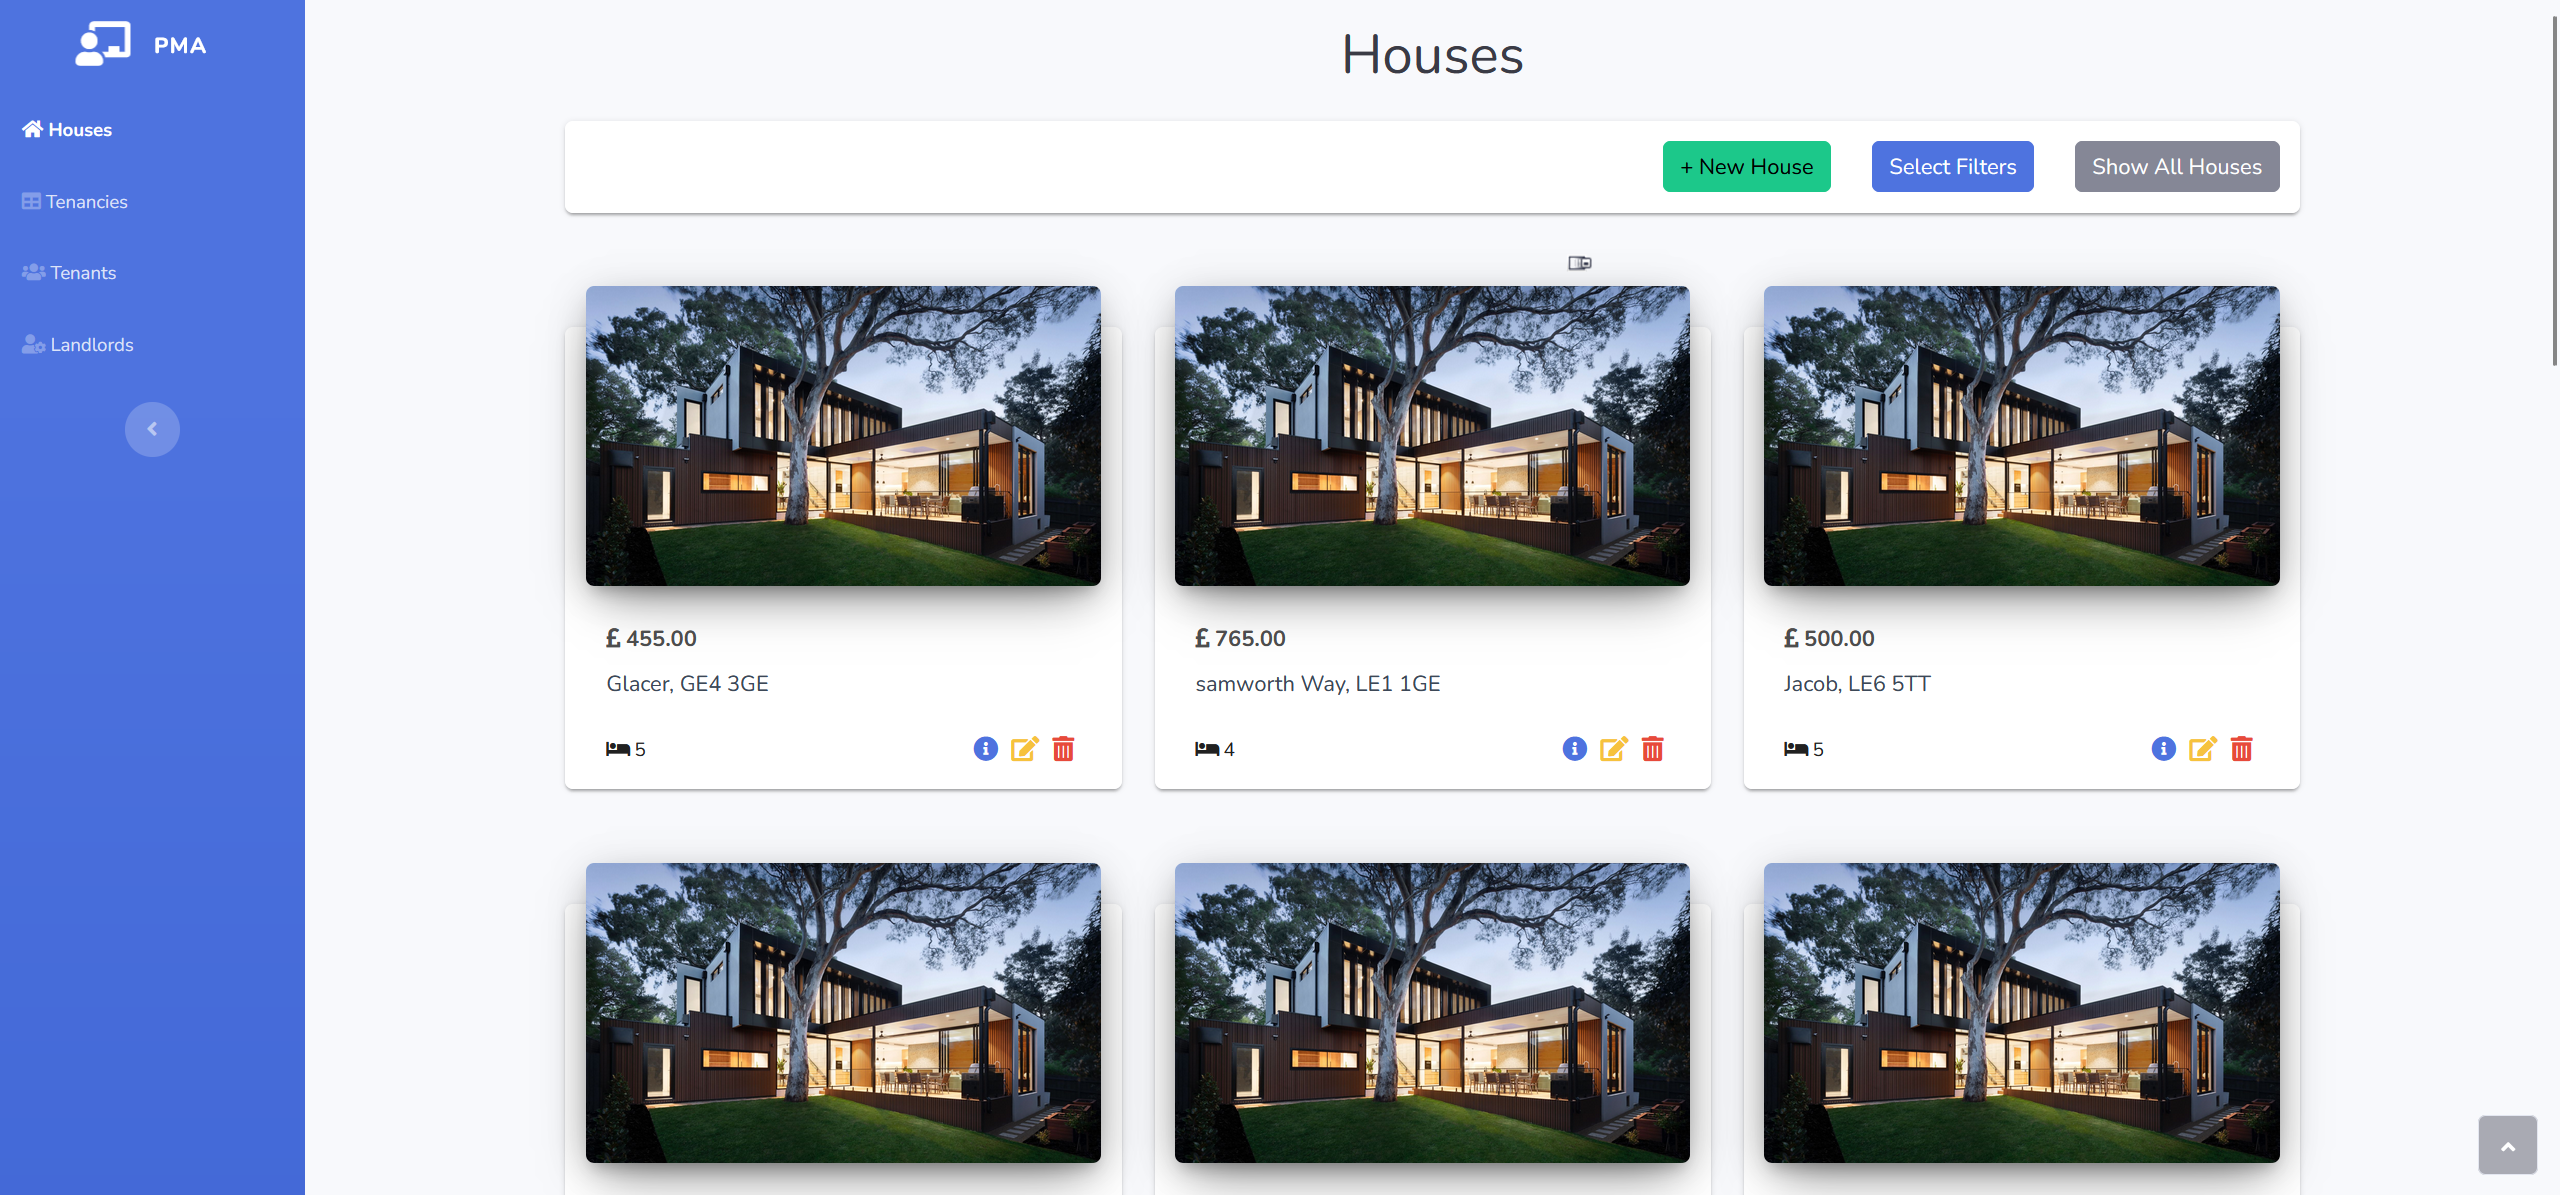 PMA
Houses
Tenancies
Tenants
Landlords
Houses
+ New House
Select Filters
Show All Houses
£ 455.00
Glacer, GE4 3GE
5
£ 765.00
samworth Way, LE1 1GE
4
£ 500.00
Jacob, LE6 5TT
5